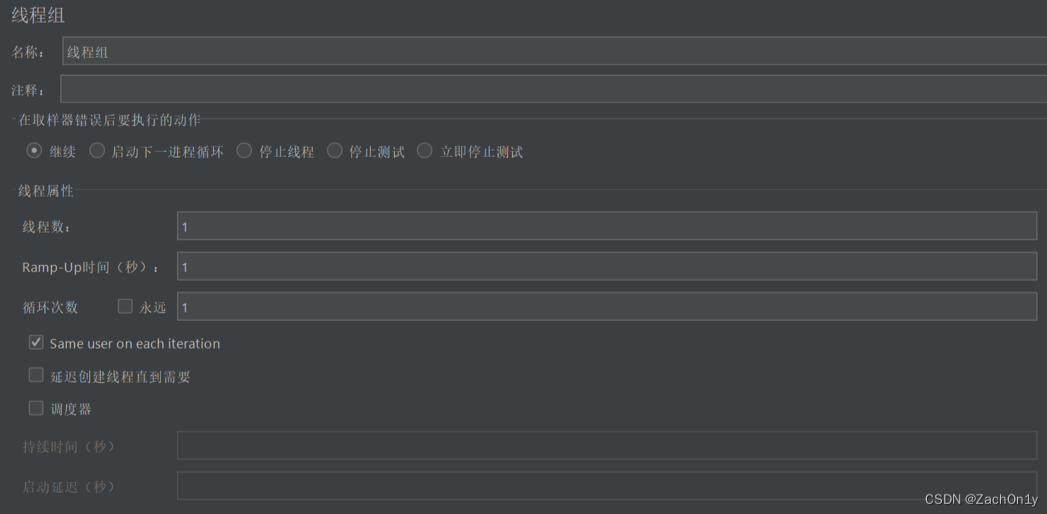 线程组
名称： 线程组
注释：
在取样器错误后要执行的动作
继续 启动下一进程循环 停止线程 停止测试 立即停止测试
线程属性
线程数： 1
Ramp-Up时间（秒）： 1
循环次数 永远 1
Same user on each iteration
延迟创建线程直到需要
调度器
持续时间（秒）
启动延迟（秒）
CSDN @ZachOn1y